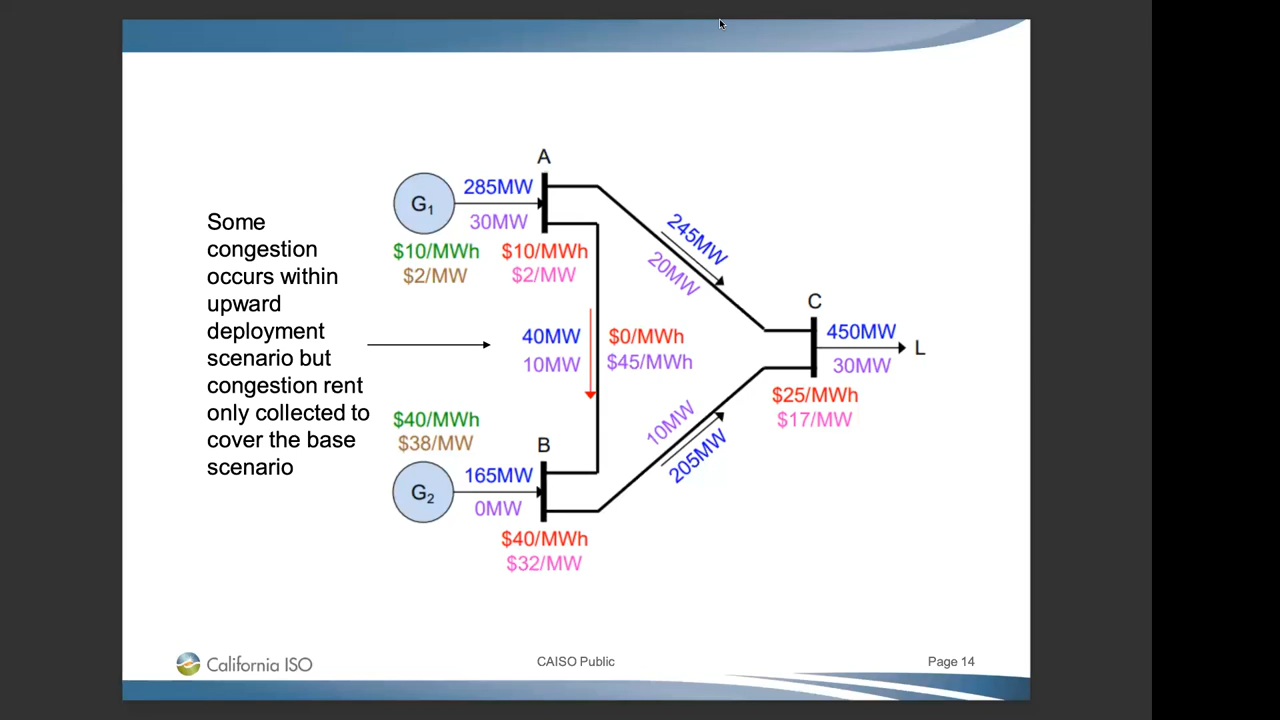 A
G1
285MW
30MW
$10/MWh
$2/MW
$10/MWh
$2/MW
245MW
20MW
Some
congestion
occurs within
upward
deployment
scenario but
congestion rent
only collected to
cover the base
scenario
40MW
10MW
$0/MWh
$45/MWh
C
450MW
30MW
L
$25/MWh
$17/MW
$40/MWh
$38/MW
B
G2
165MW
0MW
10MW
205MW
$40/MWh
$32/MW
California ISO
CAISO Public
Page 14